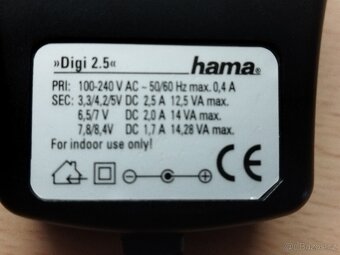 »Digi 2.5« hama®
PRI: 100-240 V AC ~ 50/60 Hz max. 0,4 A
SEC: 3,3/4,2/5V DC 2,5 A 12,5 VA max.
6,5/7 V DC 2,0 A 14 VA max.
7,8/8,4V DC 1,7 A 14,28 VA max.
For indoor use only!
CE